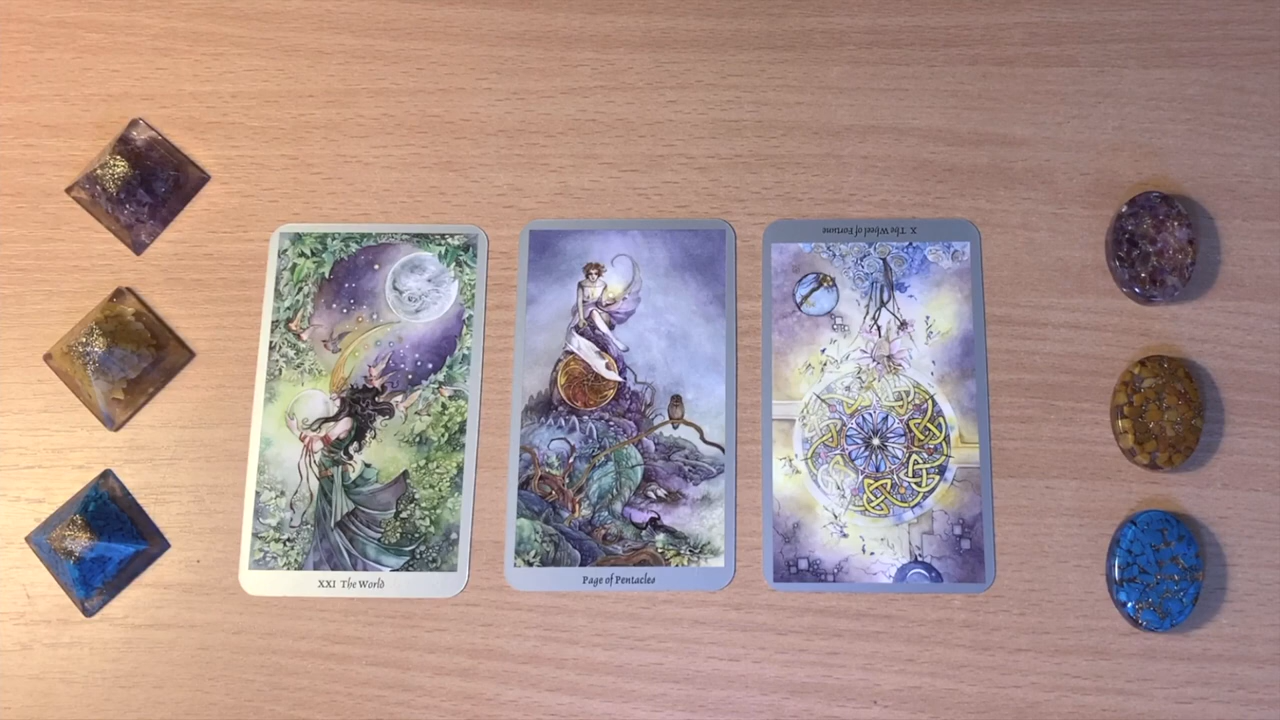 XXI The World
Page of Pentacles
X The Wheel of Fortune